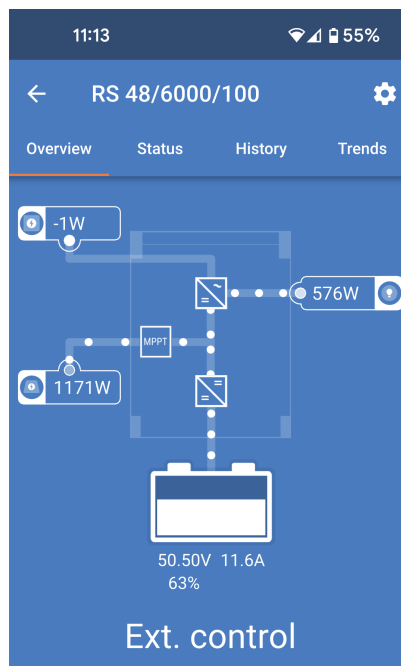 11:13 55%
RS 48/6000/100
Overview Status History Trends
-1W
576W
MPPT
1171W
50.50V 11.6A
63%
Ext. control